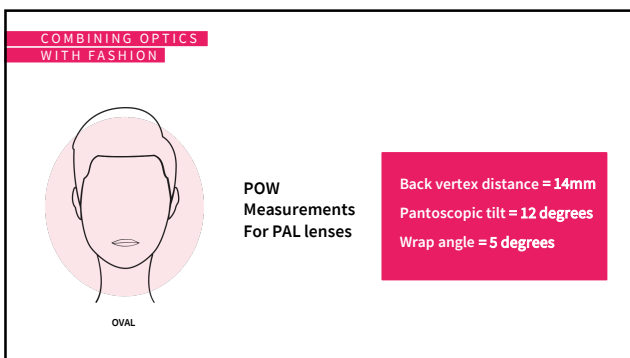 COMBINING OPTICS
WITH FASHION
POW
Measurements
For PAL lenses
Back vertex distance = 14mm
Pantoscopic tilt = 12 degrees
Wrap angle = 5 degrees
OVAL